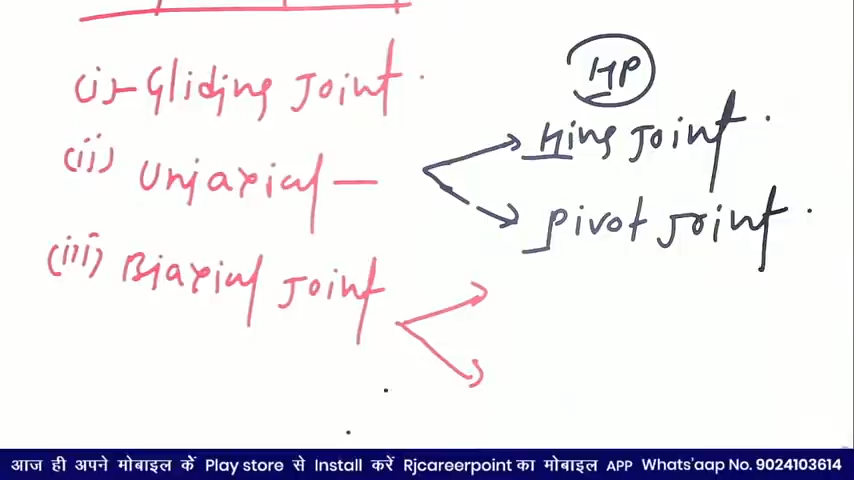 (i)- Gliding Joint
(ii) Uniaxial —
(iii) Biaxial Joint
HP
Hing Joint
pivot Joint
आज ही अपने मोबाइल कें Play store से Install करें Rjcareerpoint का मोबाइल APP Whats'aap No. 9024103614